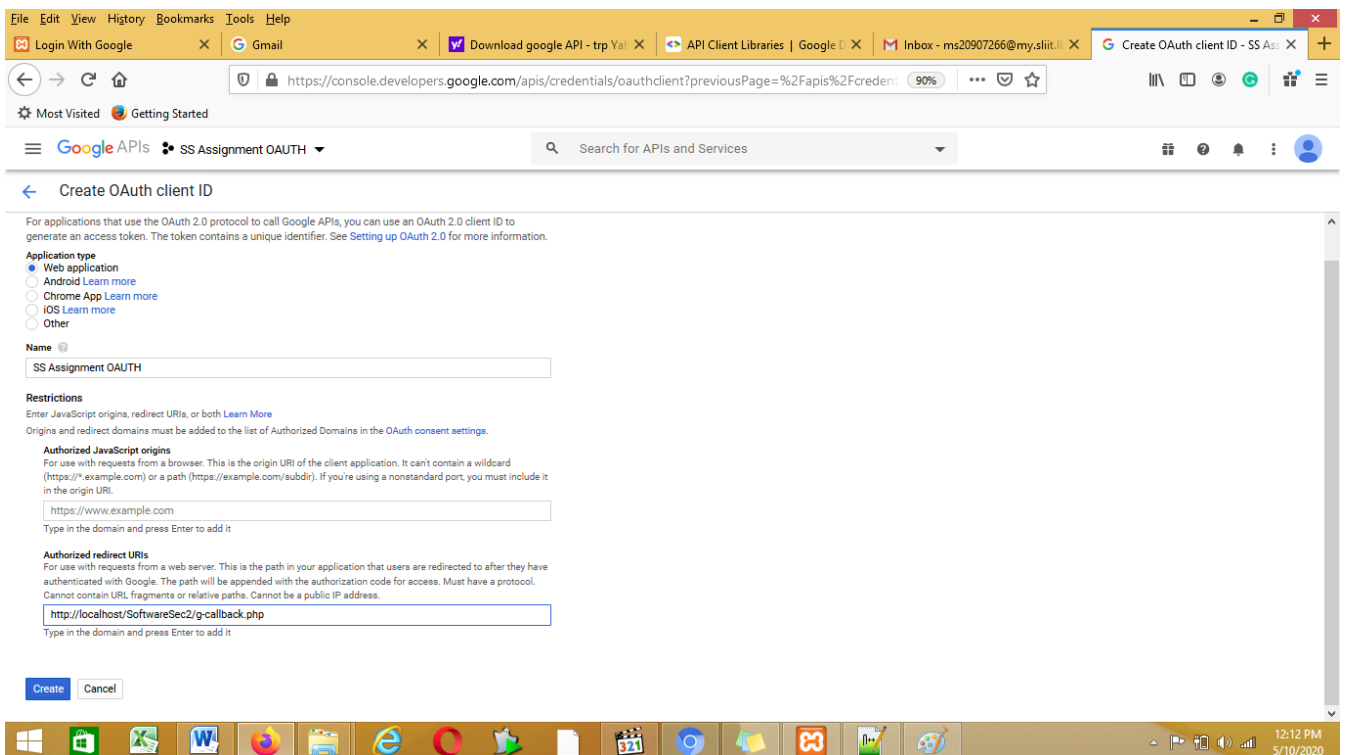 File Edit View History Bookmarks Tools Help
Login With Google
Gmail
Download google API - trp Yah
API Client Libraries | Google D
Inbox - ms20907266@my.sliit.l
Create OAuth client ID - SS Ass
https://console.developers.google.com/apis/credentials/oauthclient?previousPage=%2Fapis%2Fcredent 90%
Most Visited Getting Started
Google APIs SS Assignment OAUTH Search for APIs and Services
Create OAuth client ID
For applications that use the OAuth 2.0 protocol to call Google APIs, you can use an OAuth 2.0 client ID to
generate an access token. The token contains a unique identifier. See Setting up OAuth 2.0 for more information.
Application type
Web application
Android Learn more
Chrome App Learn more
iOS Learn more
Other
Name
SS Assignment OAUTH
Restrictions
Enter JavaScript origins, redirect URIs, or both Learn More
Origins and redirect domains must be added to the list of Authorized Domains in the OAuth consent settings.
Authorized JavaScript origins
For use with requests from a browser. This is the origin URI of the client application. It can't contain a wildcard
(https://*.example.com) or a path (https://example.com/subdir). If you're using a nonstandard port, you must include it
in the origin URI.
https://www.example.com
Type in the domain and press Enter to add it
Authorized redirect URIs
For use with requests from a web server. This is the path in your application that users are redirected to after they have
authenticated with Google. The path will be appended with the authorization code for access. Must have a protocol.
Cannot contain URL fragments or relative paths. Cannot be a public IP address.
http://localhost/SoftwareSec2/g-callback.php
Type in the domain and press Enter to add it
Create Cancel
321
12:12 PM
5/10/2020